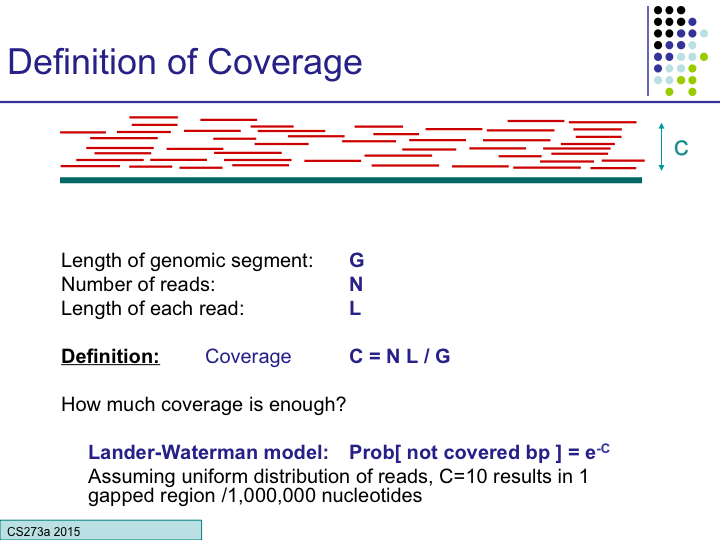 Definition of Coverage
C
Length of genomic segment: G
Number of reads: N
Length of each read: L
Definition: Coverage C = N L / G
How much coverage is enough?
Lander-Waterman model: Prob[ not covered bp ] = e-C
Assuming uniform distribution of reads, C=10 results in 1
gapped region /1,000,000 nucleotides
CS273a 2015